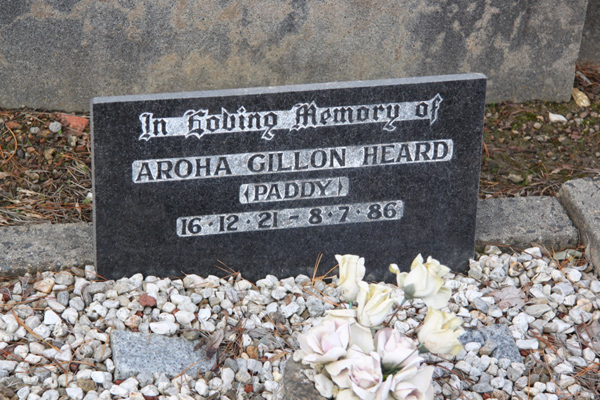 In Loving Memory of
AROHA GILLON HEARD
(PADDY)
16·12·21 - 8·7·86